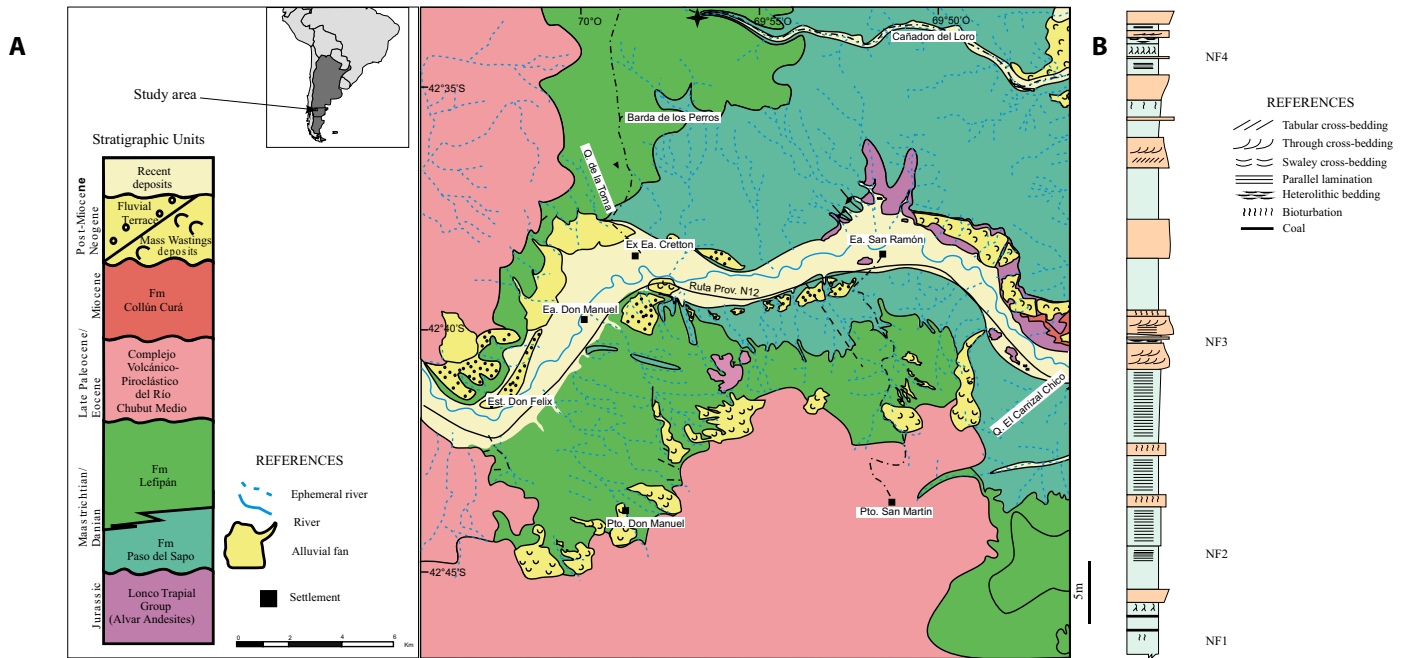 A
Study area
Stratigraphic Units
Recent
deposits
Fluvial
Terrace
Mass Wastings
deposits
Fm
Collún Curá
Complejo
Volcánico-
Piroclástico
del Río
Chubut Medio
Fm
Lefipán
Fm
Paso del Sapo
Lonco Trapial
Group
(Alvar Andesites)
Post-Miocene
Neogene
Miocene
Late Paleocene/
Eocene
Maastrichtian/
Danian
Jurassic
REFERENCES
Ephemeral river
River
Alluvial fan
Settlement
0 2 4 6
Km
70°O
69°55'O
69°50'O
42°35'S
42°40'S
42°45'S
Cañadon del Loro
Barda de los Perros
Q. de la Toma
Ex Ea. Cretton
Ea. San Ramón
Ruta Prov. N12
Ea. Don Manuel
Est. Don Felix
Q. El Carrizal Chico
Pto. San Martín
Pto. Don Manuel
B
NF4
NF3
NF2
NF1
5m
REFERENCES
Tabular cross-bedding
Through cross-bedding
Swaley cross-bedding
Parallel lamination
Heterolithic bedding
Bioturbation
Coal